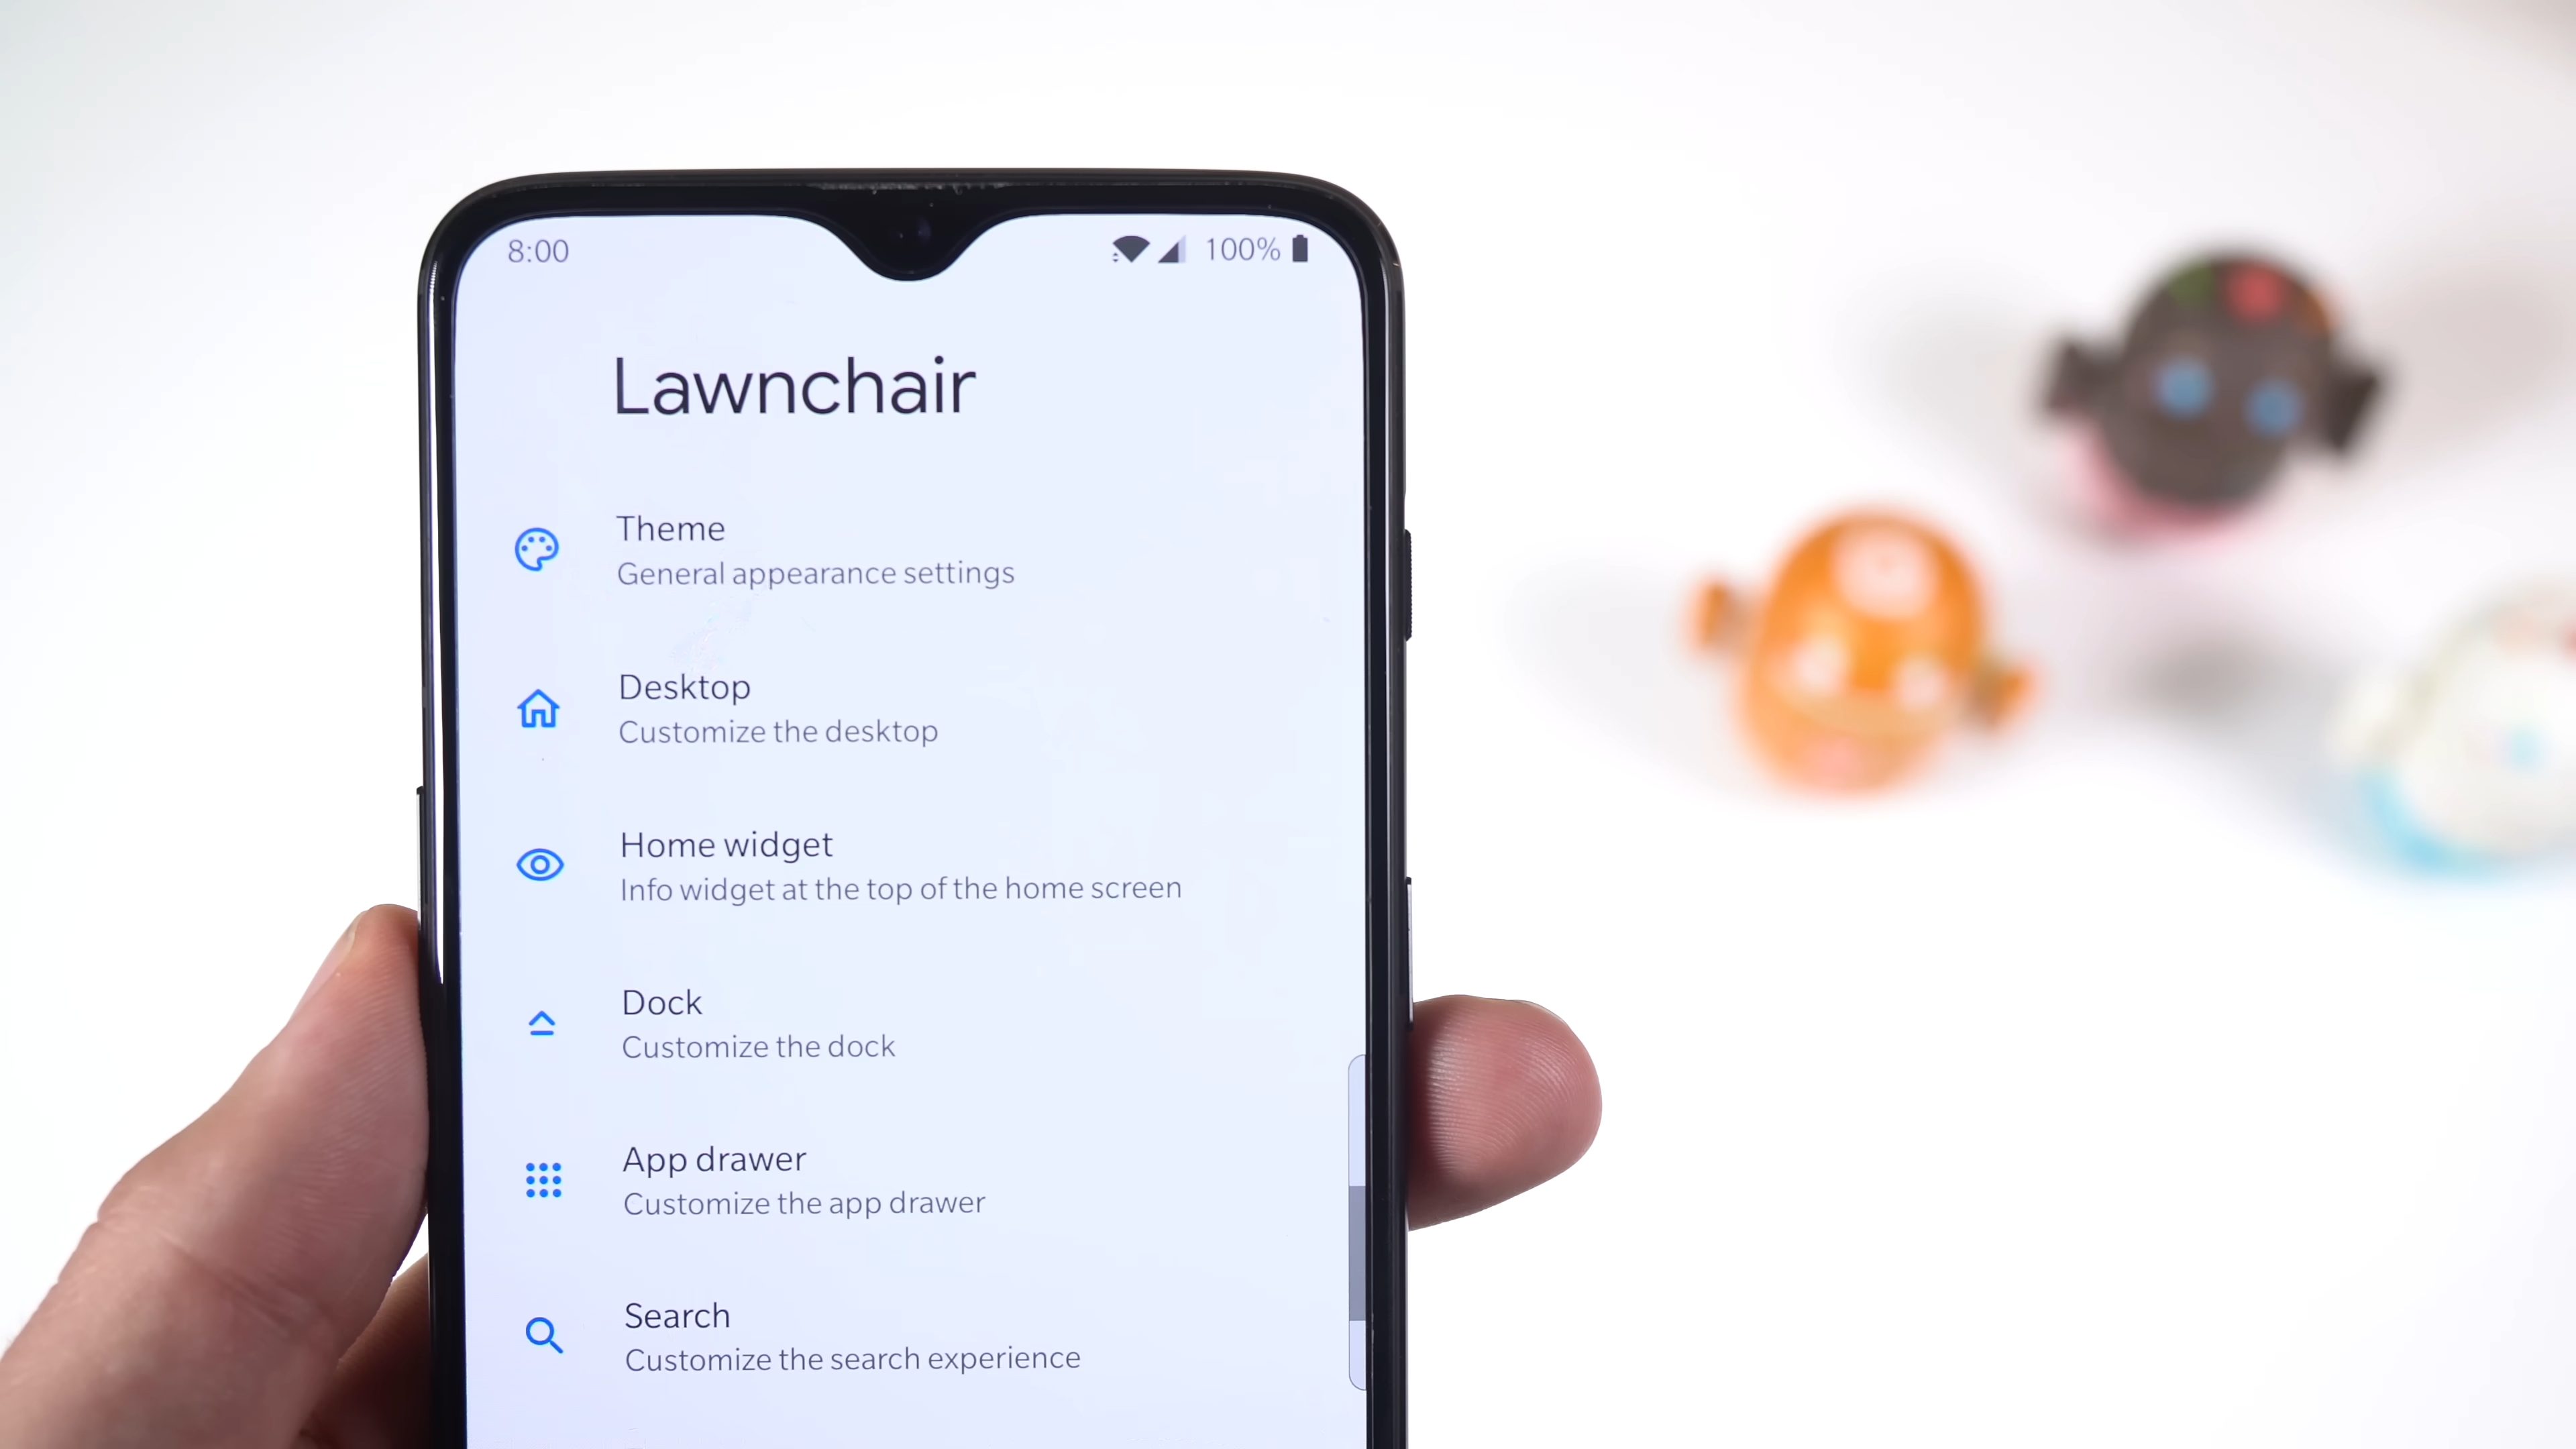 8:00 100%
Lawnchair
Theme
General appearance settings
Desktop
Customize the desktop
Home widget
Info widget at the top of the home screen
Dock
Customize the dock
App drawer
Customize the app drawer
Search
Customize the search experience